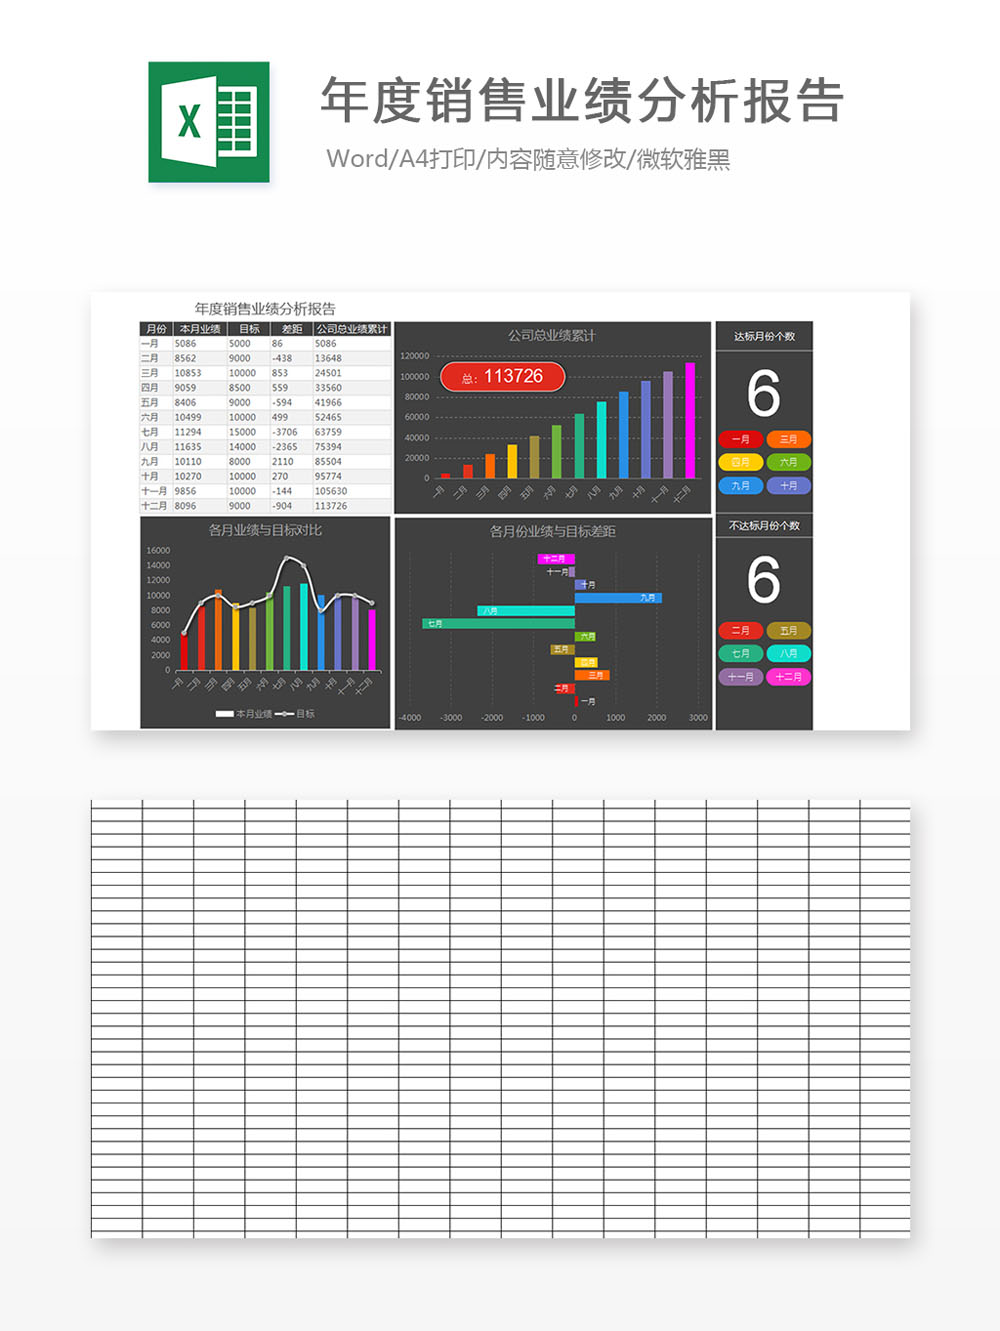 X
年度销售业绩分析报告
Word/A4打印/内容随意修改/微软雅黑
年度销售业绩分析报告
月份 本月业绩 目标 差距 公司总业绩累计
一月 5086 5000 86 5086
二月 8562 9000 -438 13648
三月 10853 10000 853 24501
四月 9059 8500 559 33560
五月 8406 9000 -594 41966
六月 10499 10000 499 52465
七月 11294 15000 -3706 63759
八月 11635 14000 -2365 75394
九月 10110 8000 2110 85504
十月 10270 10000 270 95774
十一月 9856 10000 -144 105630
十二月 8096 9000 -904 113726
公司总业绩累计
总: 113726
120000
100000
80000
60000
40000
20000
0
一月 二月 三月 四月 五月 六月 七月 八月 九月 十月 十一月 十二月
达标月份个数
6
一月 三月
四月 六月
九月 十月
各月业绩与目标对比
16000
14000
12000
10000
8000
6000
4000
2000
0
一月 二月 三月 四月 五月 六月 七月 八月 九月 十月 十一月 十二月
本月业绩 目标
各月份业绩与目标差距
十二月
十一月
十月
九月
八月
七月
六月
五月
四月
三月
二月
一月
-4000 -3000 -2000 -1000 0 1000 2000 3000
不达标月份个数
6
二月 五月
七月 八月
十一月 十二月